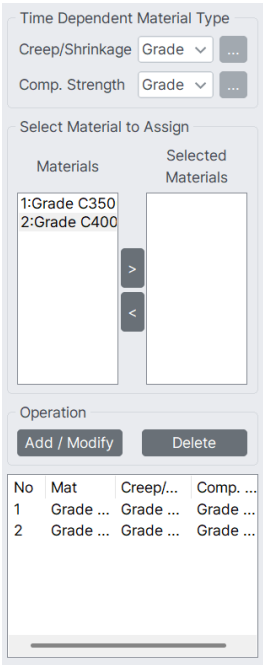 Time Dependent Material Type
Creep/Shrinkage Grade ...
Comp. Strength Grade ...
Select Material to Assign
Materials
Selected
Materials
1:Grade C350
2:Grade C400
>
<
Operation
Add / Modify Delete
No Mat Creep/... Comp. ...
1 Grade ... Grade ... Grade ...
2 Grade ... Grade ... Grade ...